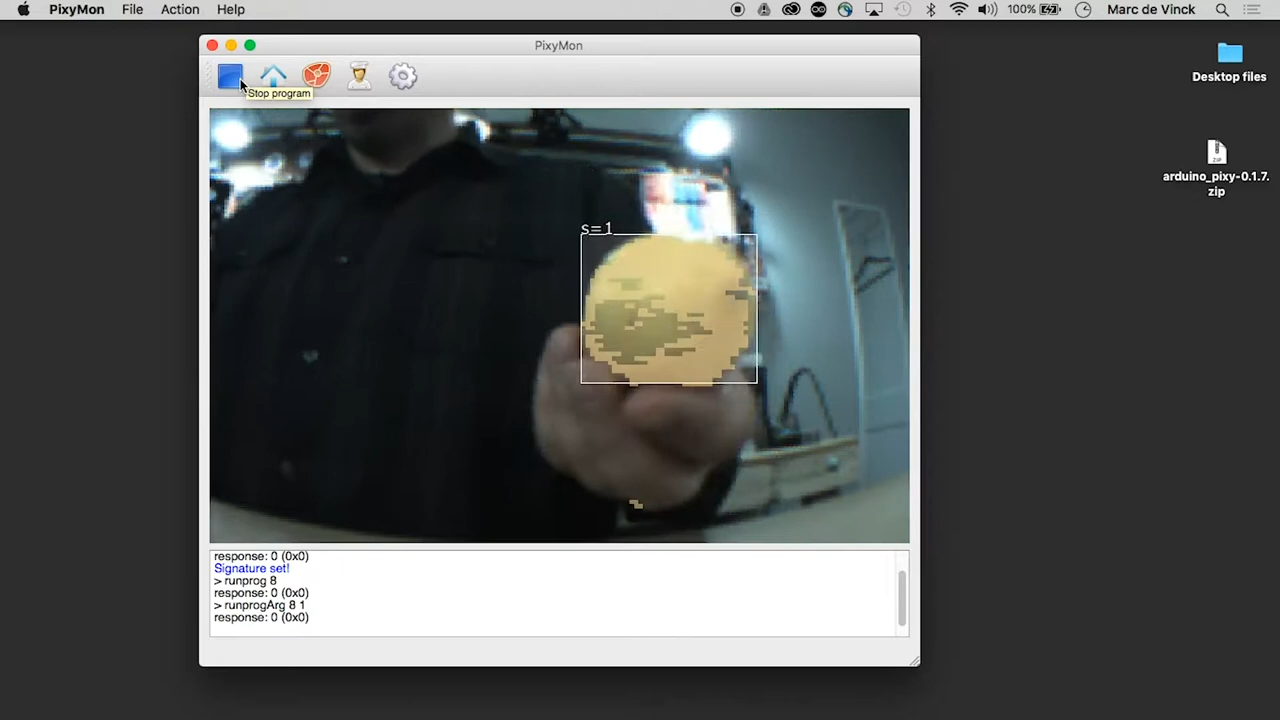 PixyMon File Action Help 100% Marc de Vinck
PixyMon
Stop program
Desktop files
arduino_pixy-0.1.7.
zip
ZIP
s=1
response: 0 (0x0)
Signature set!
> runprog 8
response: 0 (0x0)
> runprogArg 8 1
response: 0 (0x0)